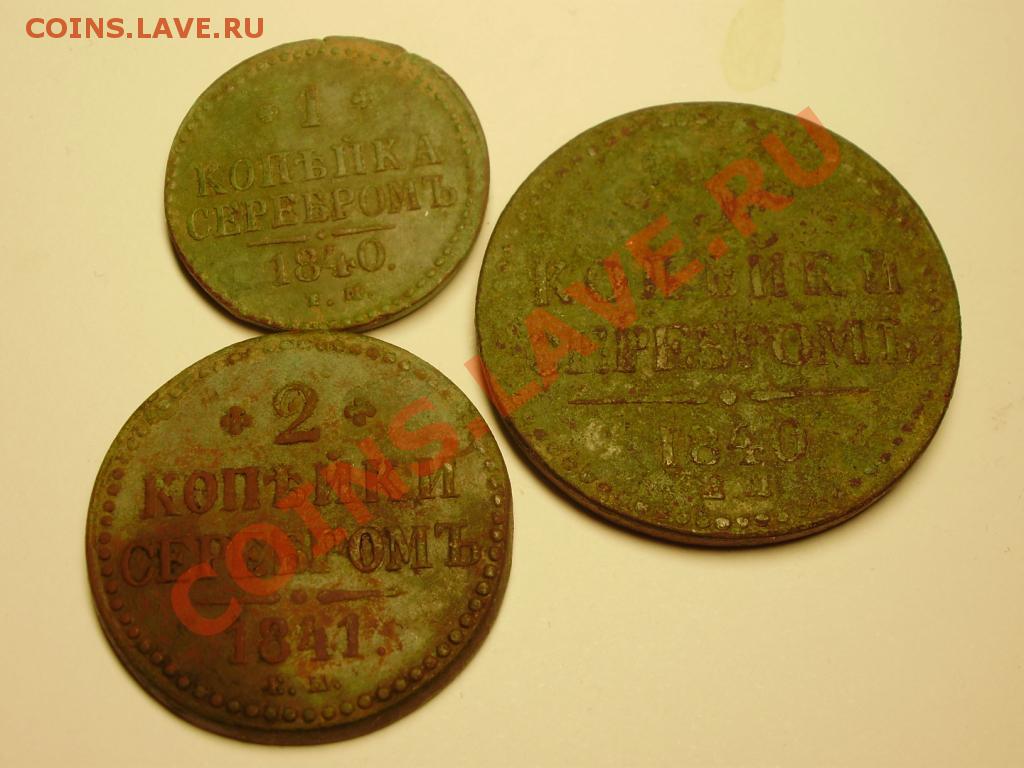 COINS.LAVE.RU
1
КОПѢЙКА
СЕРЕБРОМЪ
1840.
Е. М.
КОПѢЙКИ
СЕРЕБРОМЪ
1840
2
КОПѢЙКИ
СЕРЕБРОМЪ
1841.
Е. М.
COINS.LAVE.RU